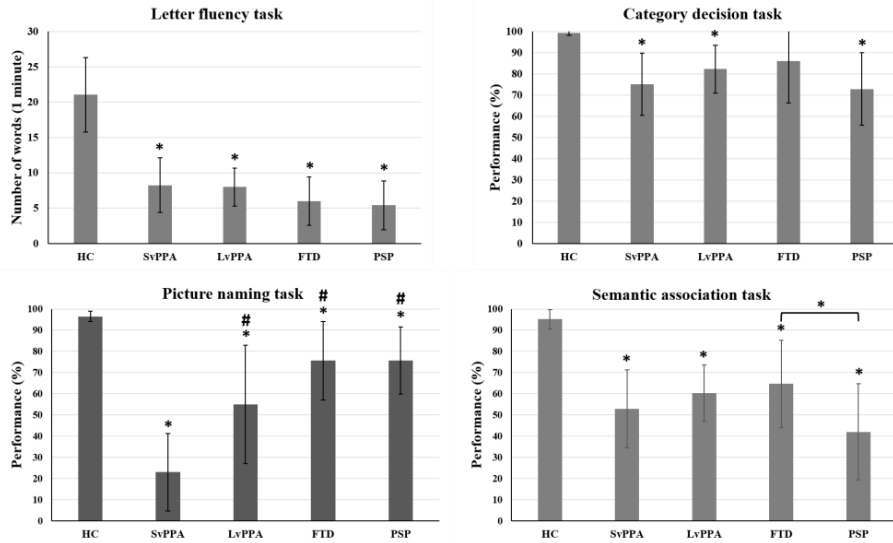 Letter fluency task
Number of words (1 minute)
30
25
20
15
10
5
0
* * * *
HC SvPPA LvPPA FTD PSP
Category decision task
Performance (%)
100
90
80
70
60
50
40
30
20
10
0
* * *
HC SvPPA LvPPA FTD PSP
Picture naming task
Performance (%)
100
90
80
70
60
50
40
30
20
10
0
# # #
* * * *
HC SvPPA LvPPA FTD PSP
Semantic association task
Performance (%)
100
90
80
70
60
50
40
30
20
10
0
*
* * * *
HC SvPPA LvPPA FTD PSP